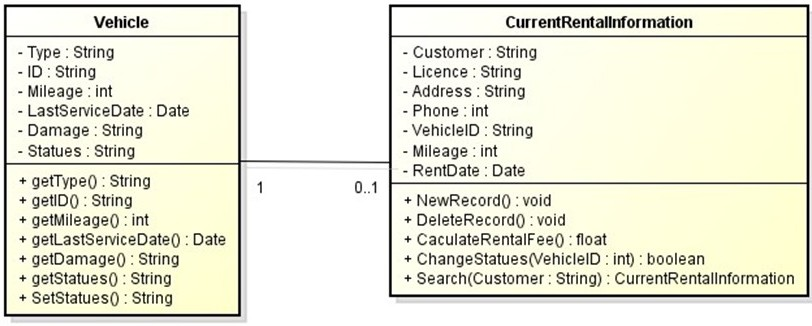 Vehicle
- Type : String
- ID : String
- Mileage : int
- LastServiceDate : Date
- Damage : String
- Statues : String
+ getType() : String
+ getID() : String
+ getMileage() : int
+ getLastServiceDate() : Date
+ getDamage() : String
+ getStatues() : String
+ SetStatues() : String
1
0..1
CurrentRentalInformation
- Customer : String
- Licence : String
- Address : String
- Phone : int
- VehicleID : String
- Mileage : int
- RentDate : Date
+ NewRecord() : void
+ DeleteRecord() : void
+ CaculateRentalFee() : float
+ ChangeStatues(VehicleID : int) : boolean
+ Search(Customer : String) : CurrentRentalInformation